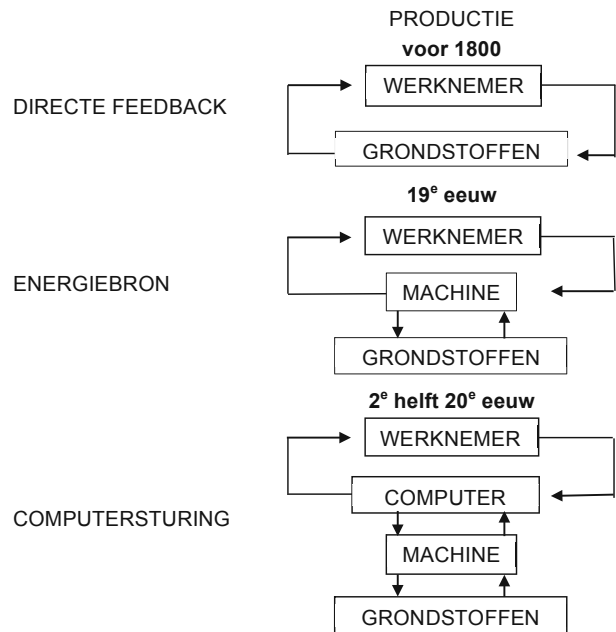 PRODUCTIE
voor 1800
WERKNEMER
DIRECTE FEEDBACK
GRONDSTOFFEN
19e eeuw
WERKNEMER
ENERGIEBRON
MACHINE
GRONDSTOFFEN
2e helft 20e eeuw
WERKNEMER
COMPUTER
COMPUTERSTURING
MACHINE
GRONDSTOFFEN